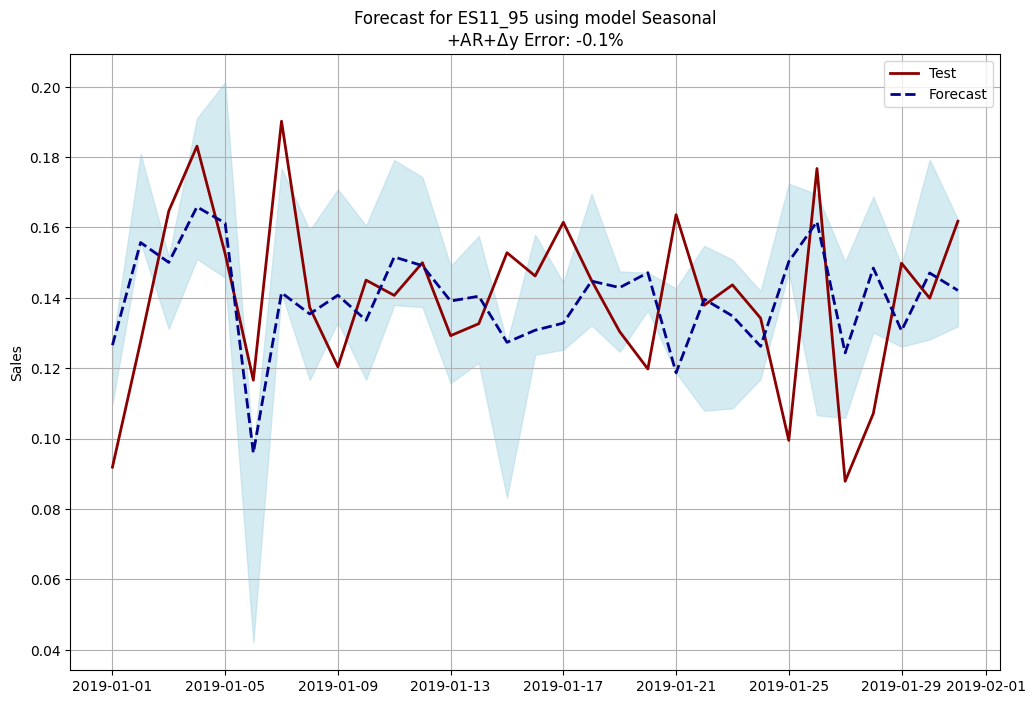 Forecast for ES11_95 using model Seasonal
+AR+Δy Error: -0.1%
Test
Forecast
Sales
0.20
0.18
0.16
0.14
0.12
0.10
0.08
0.06
0.04
2019-01-01 2019-01-05 2019-01-09 2019-01-13 2019-01-17 2019-01-21 2019-01-25 2019-01-29 2019-02-01